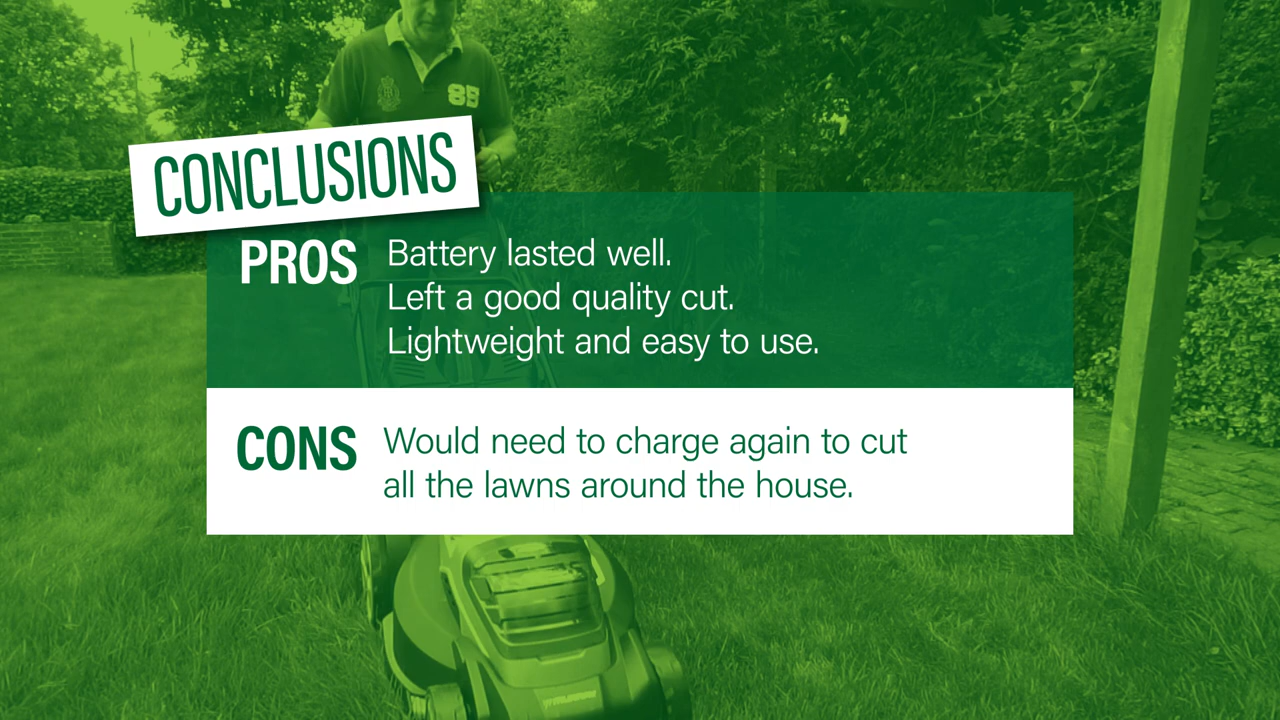 85
CONCLUSIONS
PROS
Battery lasted well.
Left a good quality cut.
Lightweight and easy to use.
CONS
Would need to charge again to cut
all the lawns around the house.